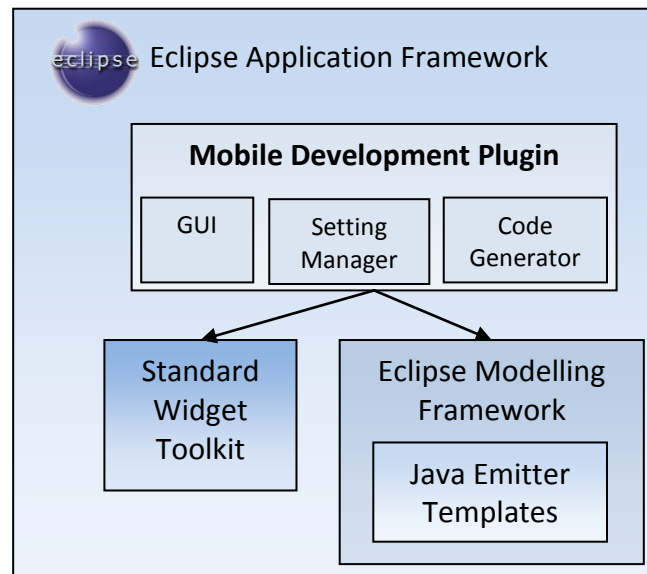 eclipse
Eclipse Application Framework
Mobile Development Plugin
GUI
Setting
Manager
Code
Generator
Standard
Widget
Toolkit
Eclipse Modelling
Framework
Java Emitter
Templates